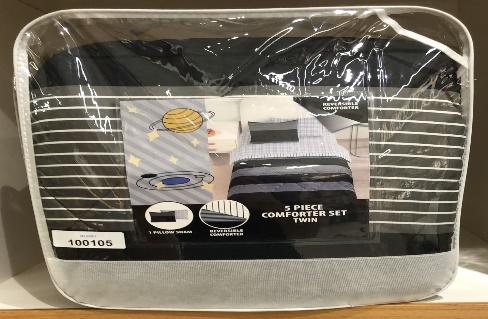 REVERSIBLE
COMFORTER
5 PIECE
COMFORTER SET
TWIN
1 PILLOW SHAM
REVERSIBLE
COMFORTER
100105